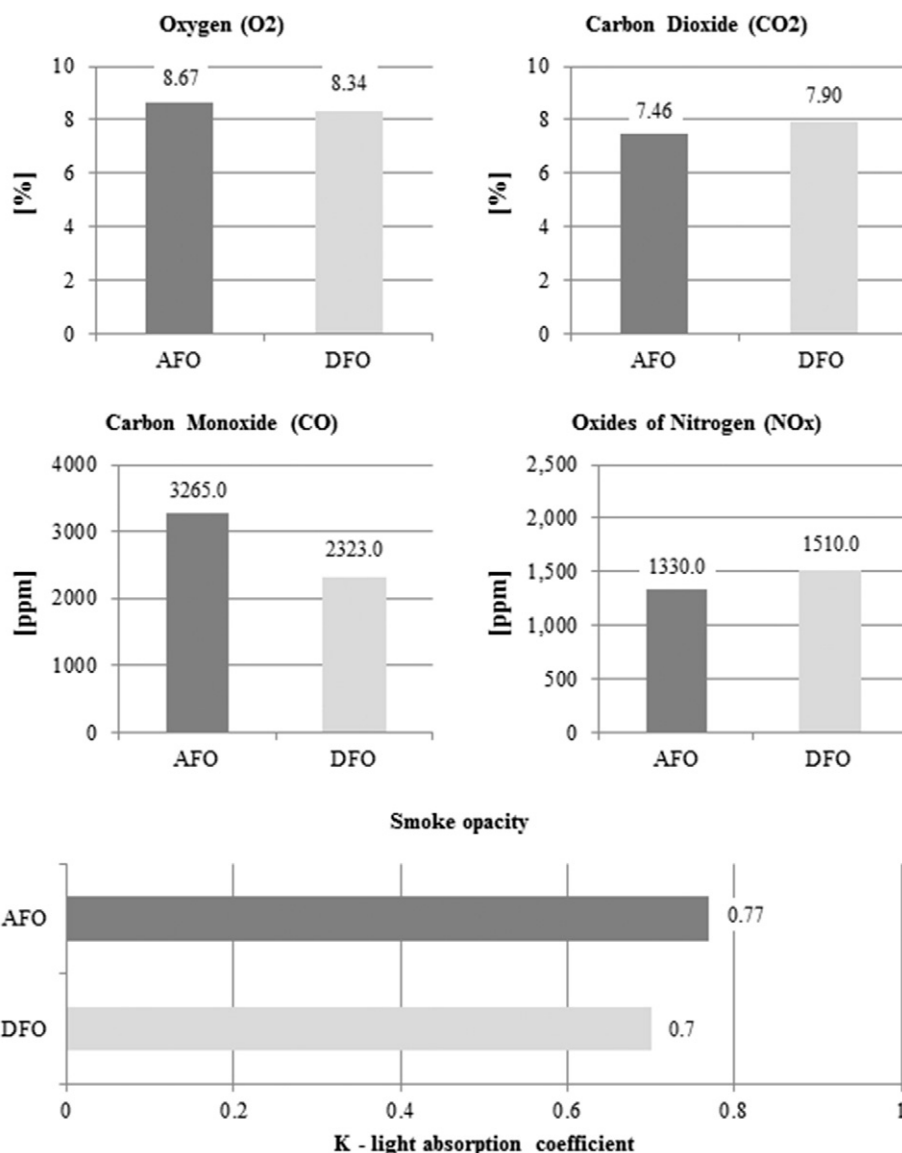 Oxygen (O2)
[%]
10
8
6
4
2
0
8.67
8.34
AFO
DFO
Carbon Dioxide (CO2)
[%]
10
8
6
4
2
0
7.46
7.90
AFO
DFO
Carbon Monoxide (CO)
[ppm]
4000
3000
2000
1000
0
3265.0
2323.0
AFO
DFO
Oxides of Nitrogen (NOx)
[ppm]
2,500
2,000
1,500
1,000
500
0
1330.0
1510.0
AFO
DFO
Smoke opacity
AFO
0.77
DFO
0.7
0 0.2 0.4 0.6 0.8 1
K - light absorption coefficient